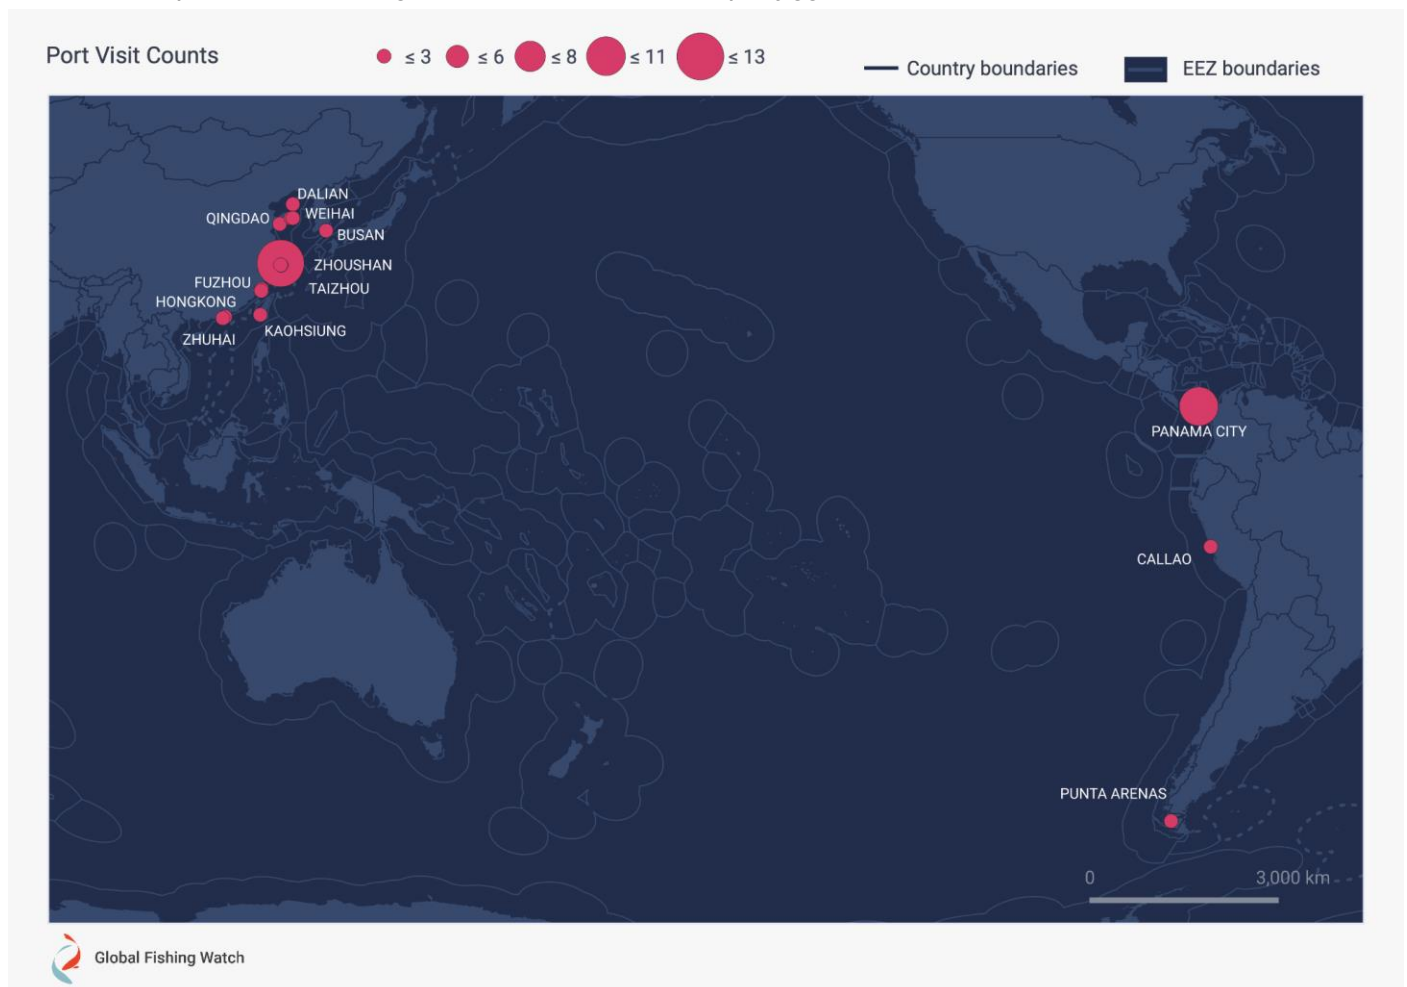 Port Visit Counts
≤ 3
≤ 6
≤ 8
≤ 11
≤ 13
Country boundaries
EEZ boundaries
DALIAN
QINGDAO
WEIHAI
BUSAN
ZHOUSHAN
FUZHOU
TAIZHOU
HONGKONG
KAOHSIUNG
ZHUHAI
PANAMA CITY
CALLAO
PUNTA ARENAS
0
3,000 km
Global Fishing Watch